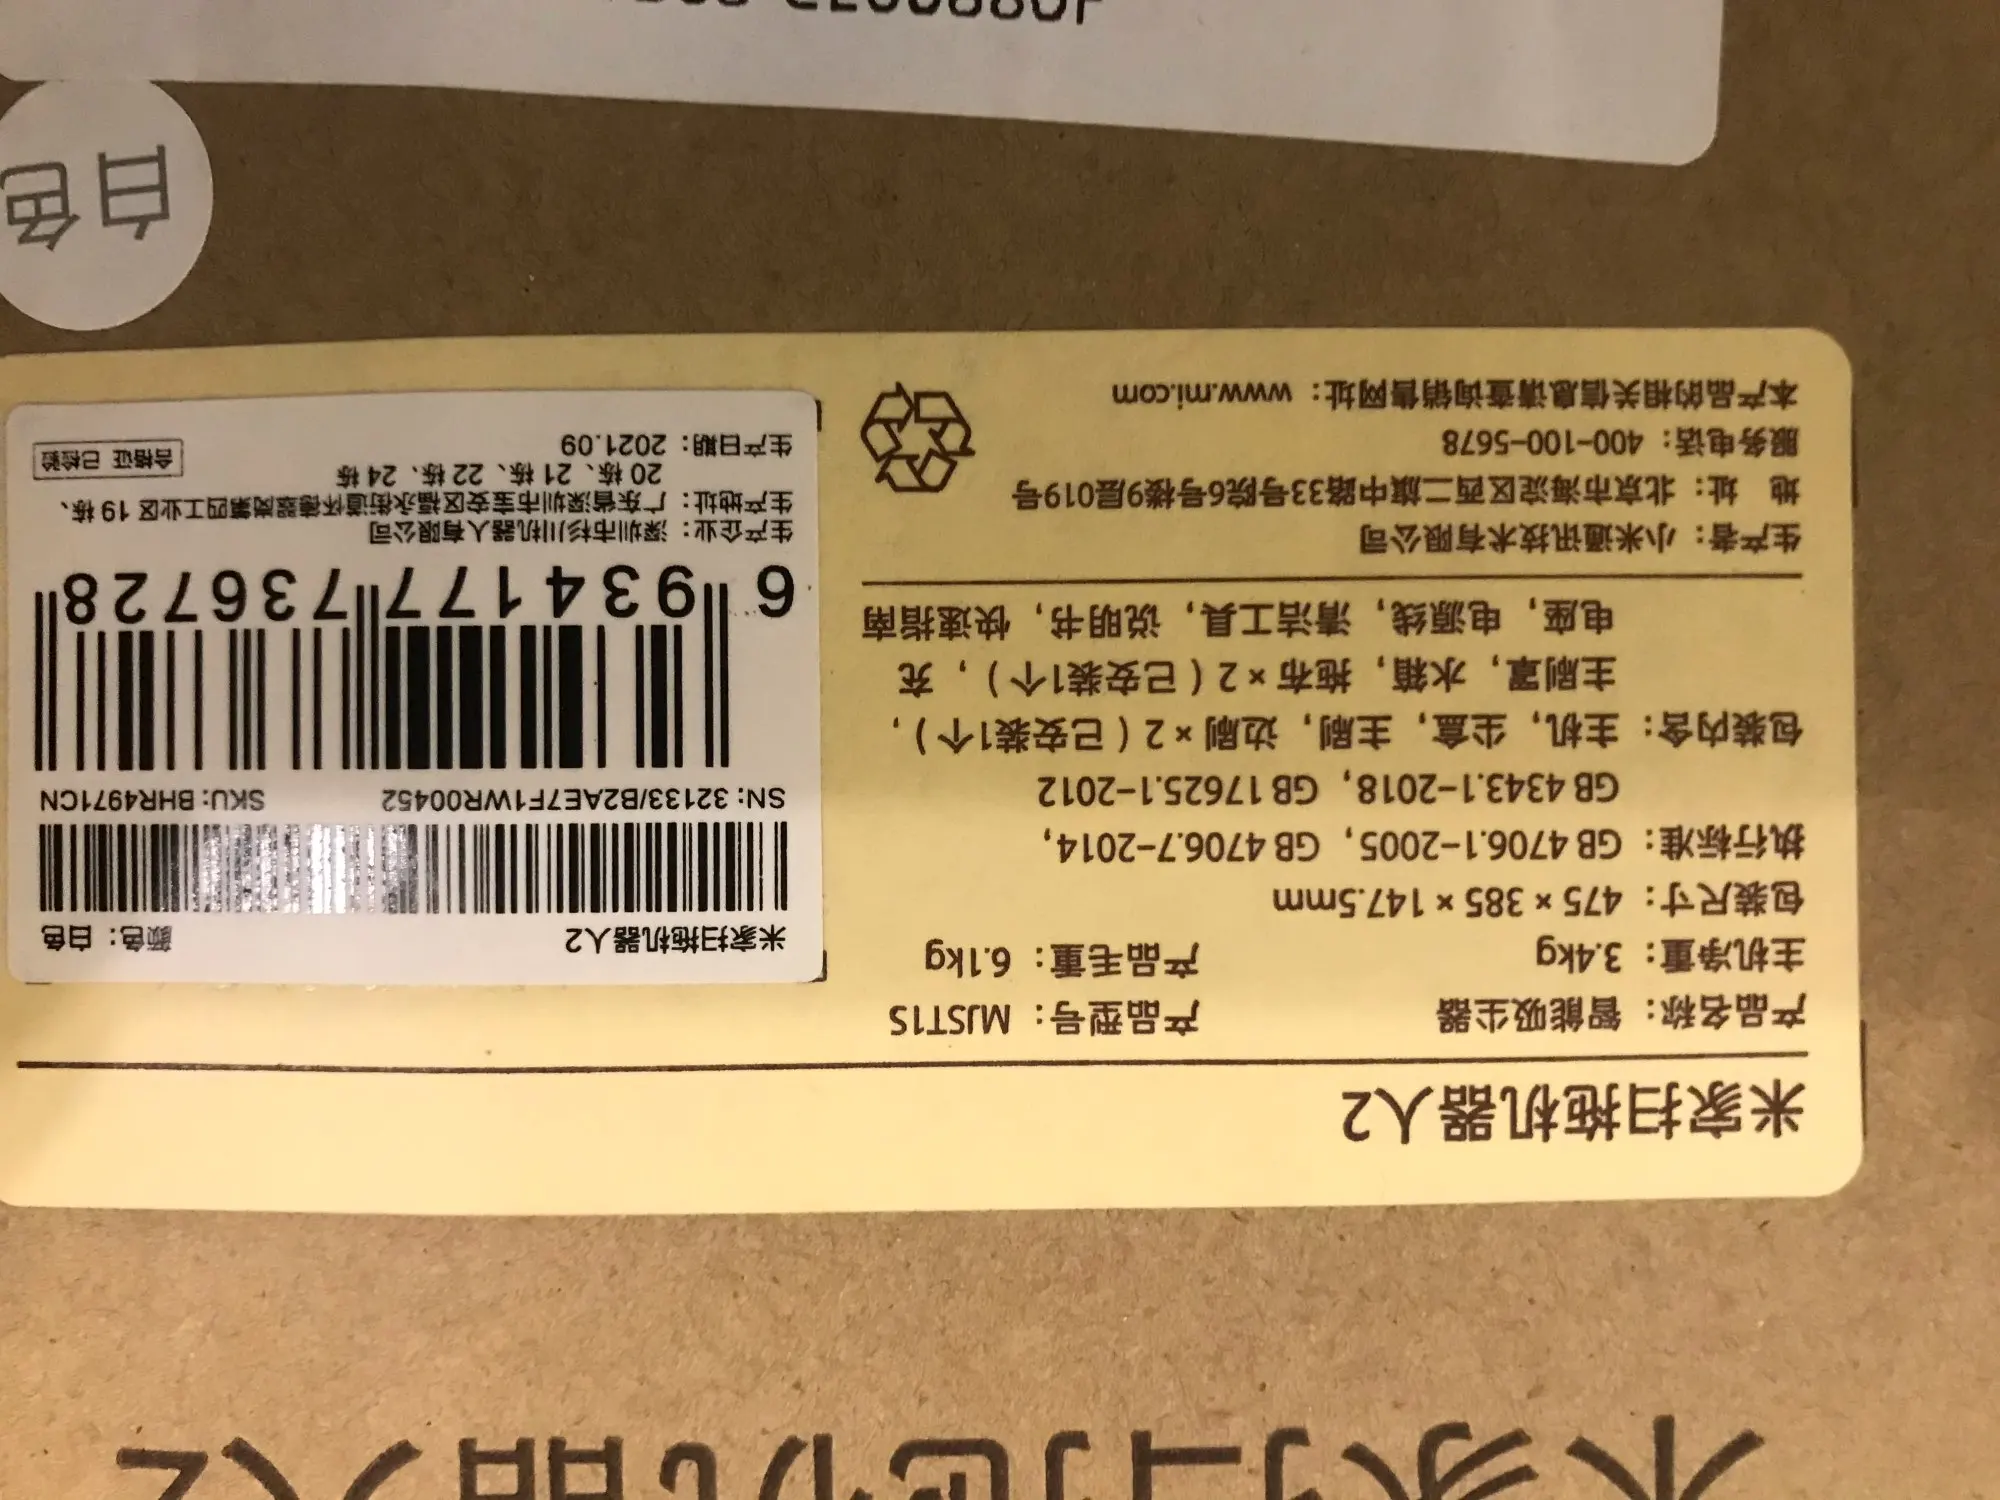 米家扫拖机器人2
产品名称：智能吸尘器 产品型号：MJST1S
主机净重：3.4kg 产品毛重：6.1kg
包装尺寸：475 × 385 × 147.5mm
执行标准：GB 4706.1-2005，GB 4706.7-2014，
GB 4343.1-2018，GB 17625.1-2012
包装内含：主机，尘盒，主刷，边刷 × 2（已安装1个），
主刷罩，水箱，拖布 × 2（已安装1个），充
电座，电源线，清洁工具，说明书，快速指南
生产者：小米通讯技术有限公司
地 址：北京市海淀区西二旗中路33号院6号楼9层019号
服务电话：400-100-5678
本产品的相关信息请查询销售网址：www.mi.com
米家扫拖机器人2 颜色：白色
SN: 32133/B2AE7F1WR00452 SKU: BHR4971CN
6 934177 736728
生产企业：深圳市杉川机器人有限公司
生产地址：广东省深圳市宝安区福永街道怀德翠岗第四工业区 19 栋、
20 栋、21 栋、22 栋、24 栋
生产日期：2021.09
合格证 已检验
白色